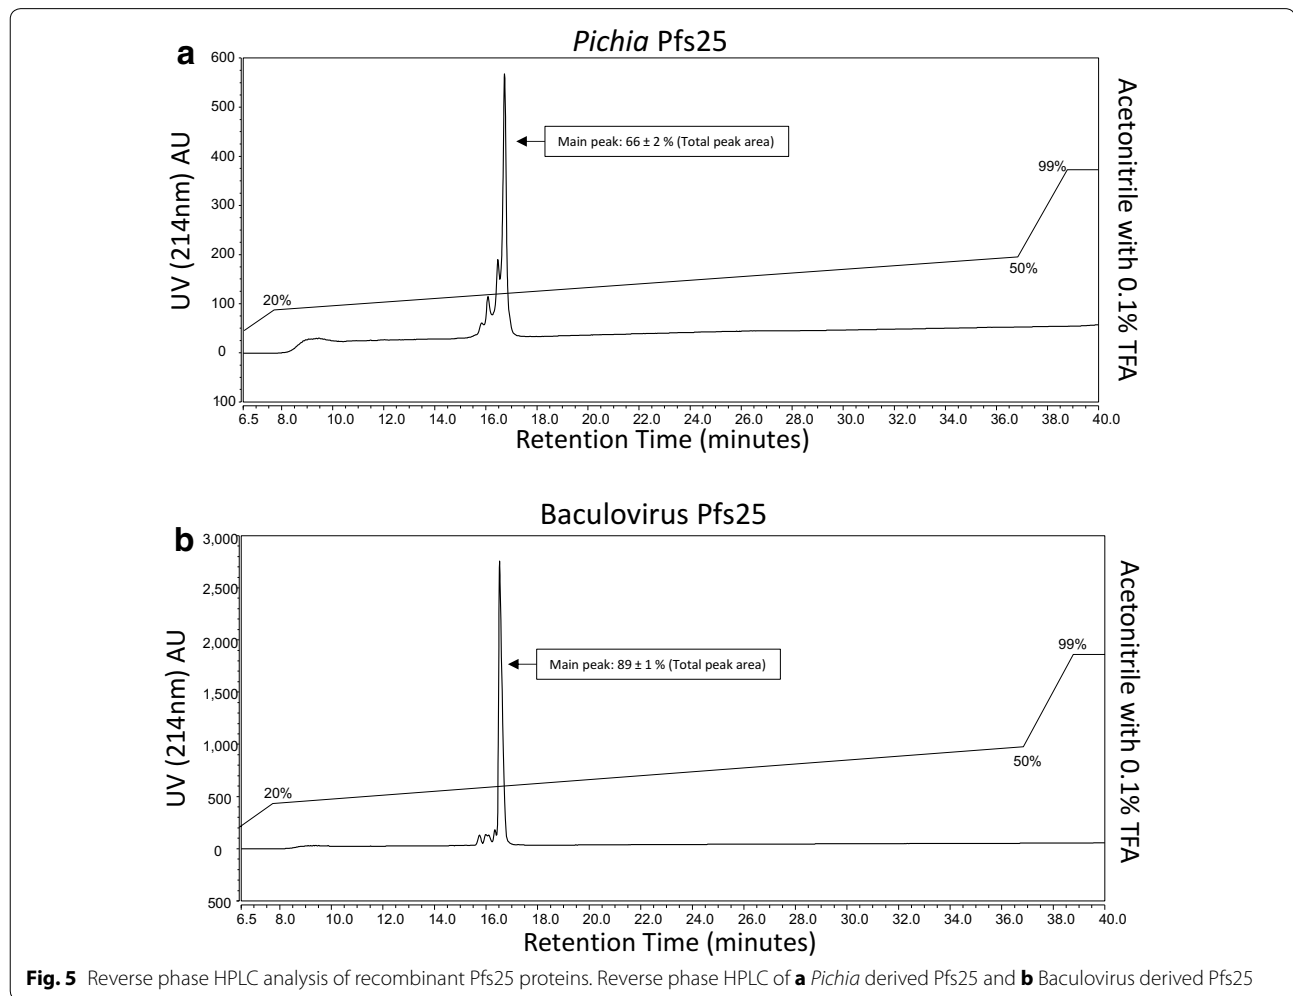 a
Pichia Pfs25
600
500
400
300
200
100
0
100
UV (214nm) AU
Main peak: 66 ± 2 % (Total peak area)
20%
50%
99%
Acetonitrile with 0.1% TFA
6.5 8.0 10.0 12.0 14.0 16.0 18.0 20.0 22.0 24.0 26.0 28.0 30.0 32.0 34.0 36.0 38.0 40.0
Retention Time (minutes)
b
Baculovirus Pfs25
3,000
2,500
2,000
1,500
1,000
500
0
500
UV (214nm) AU
Main peak: 89 ± 1 % (Total peak area)
20%
50%
99%
Acetonitrile with 0.1% TFA
6.5 8.0 10.0 12.0 14.0 16.0 18.0 20.0 22.0 24.0 26.0 28.0 30.0 32.0 34.0 36.0 38.0 40.0
Retention Time (minutes)
Fig. 5 Reverse phase HPLC analysis of recombinant Pfs25 proteins. Reverse phase HPLC of a Pichia derived Pfs25 and b Baculovirus derived Pfs25